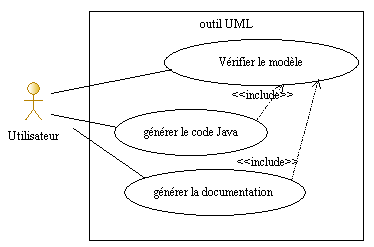 outil UML
Vérifier le modèle
<<include>>
Utilisateur
générer le code Java
<<include>>
générer la documentation